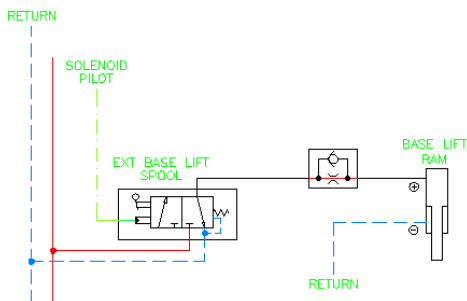 RETURN
SOLENOID
PILOT
EXT BASE LIFT
SPOOL
BASE LIFT
RAM
RETURN